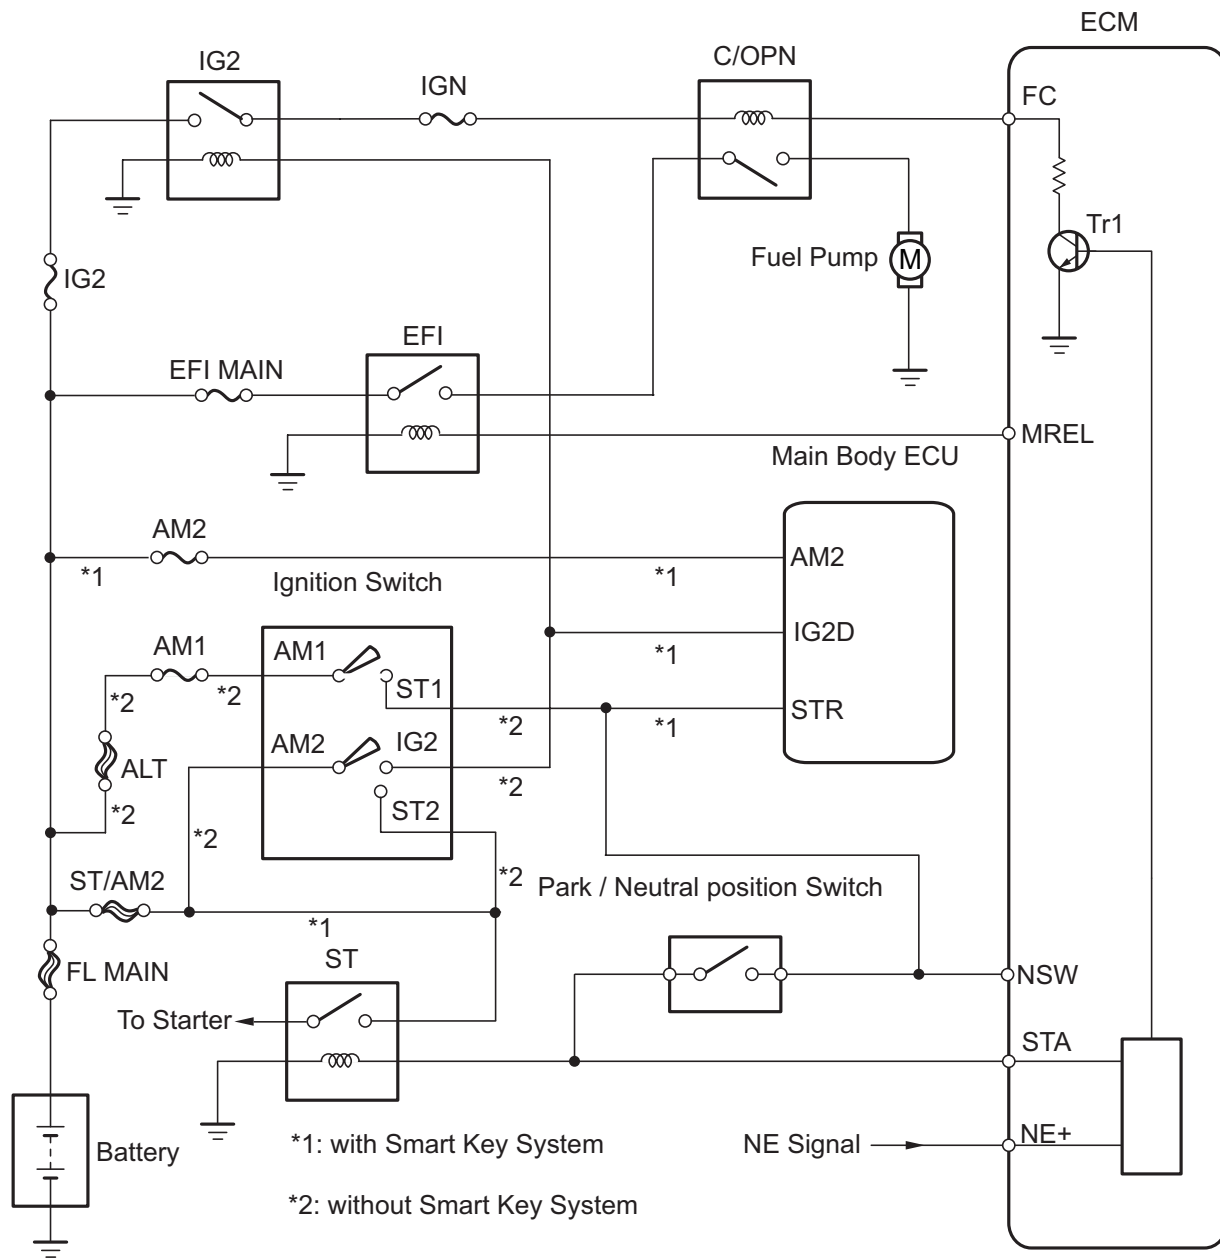 ECM
IG2
IGN
C/OPN
FC
Tr1
Fuel Pump
M
IG2
EFI
EFI MAIN
MREL
Main Body ECU
AM2
*1
*1
AM2
Ignition Switch
IG2D
*1
AM1
AM1
*2
*2
ST1
*2
*1
STR
AM2
IG2
ALT
*2
*2
ST2
*2
*2
ST/AM2
Park / Neutral position Switch
*1
ST
FL MAIN
NSW
To Starter
STA
Battery
*1: with Smart Key System
NE Signal
NE+
*2: without Smart Key System